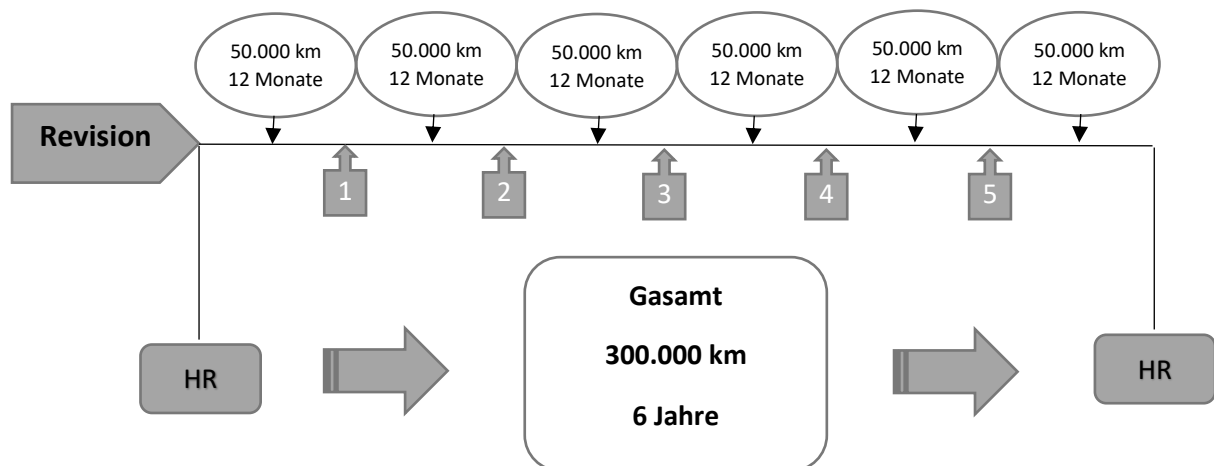 50.000 km
12 Monate
50.000 km
12 Monate
50.000 km
12 Monate
50.000 km
12 Monate
50.000 km
12 Monate
50.000 km
12 Monate
Revision
1
2
3
4
5
Gasamt
300.000 km
6 Jahre
HR
HR